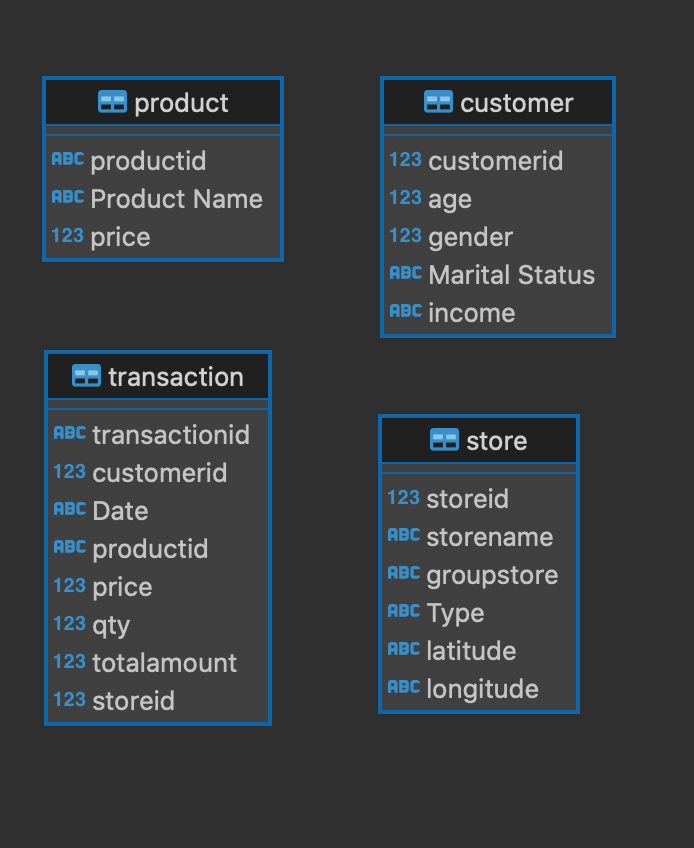 product
ABC productid
ABC Product Name
123 price
customer
123 customerid
123 age
123 gender
ABC Marital Status
ABC income
transaction
ABC transactionid
123 customerid
ABC Date
ABC productid
123 price
123 qty
123 totalamount
123 storeid
store
123 storeid
ABC storename
ABC groupstore
ABC Type
ABC latitude
ABC longitude